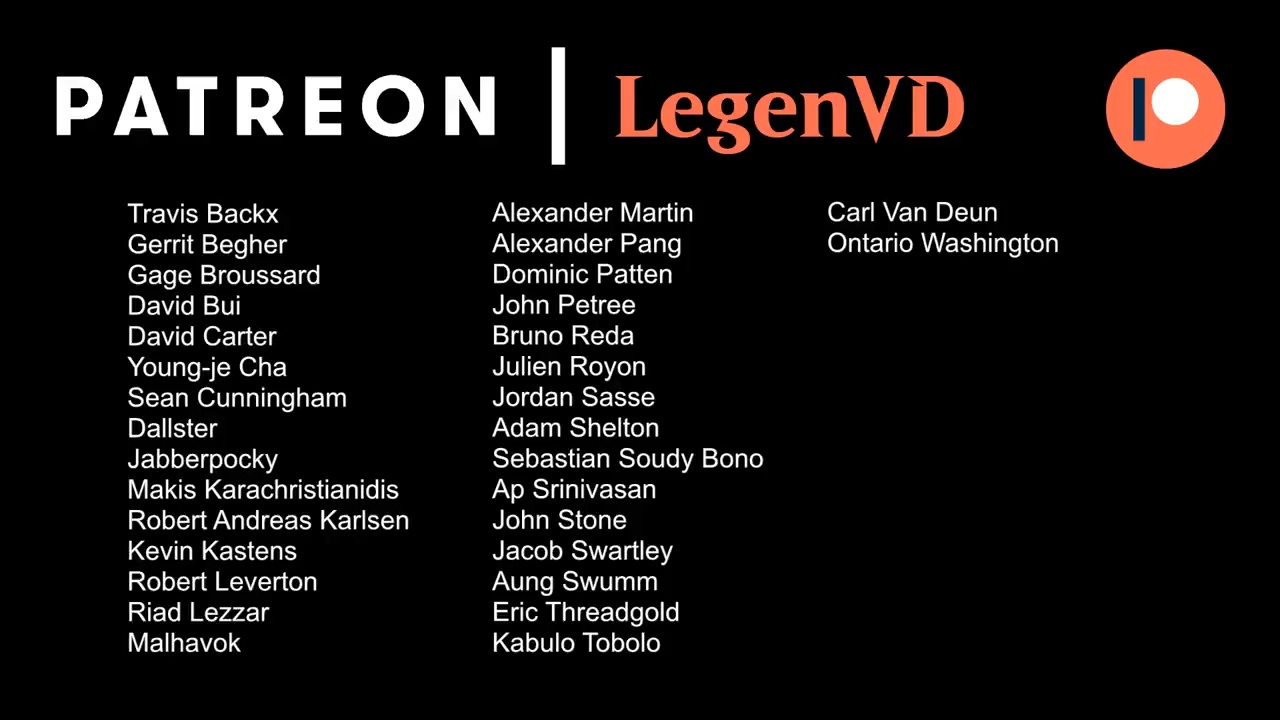 PATREON | LegenVD
Travis Backx
Gerrit Begher
Gage Broussard
David Bui
David Carter
Young-je Cha
Sean Cunningham
Dallster
Jabberpocky
Makis Karachristianidis
Robert Andreas Karlsen
Kevin Kastens
Robert Leverton
Riad Lezzar
Malhavok
Alexander Martin
Alexander Pang
Dominic Patten
John Petree
Bruno Reda
Julien Royon
Jordan Sasse
Adam Shelton
Sebastian Soudy Bono
Ap Srinivasan
John Stone
Jacob Swartley
Aung Swumm
Eric Threadgold
Kabulo Tobolo
Carl Van Deun
Ontario Washington